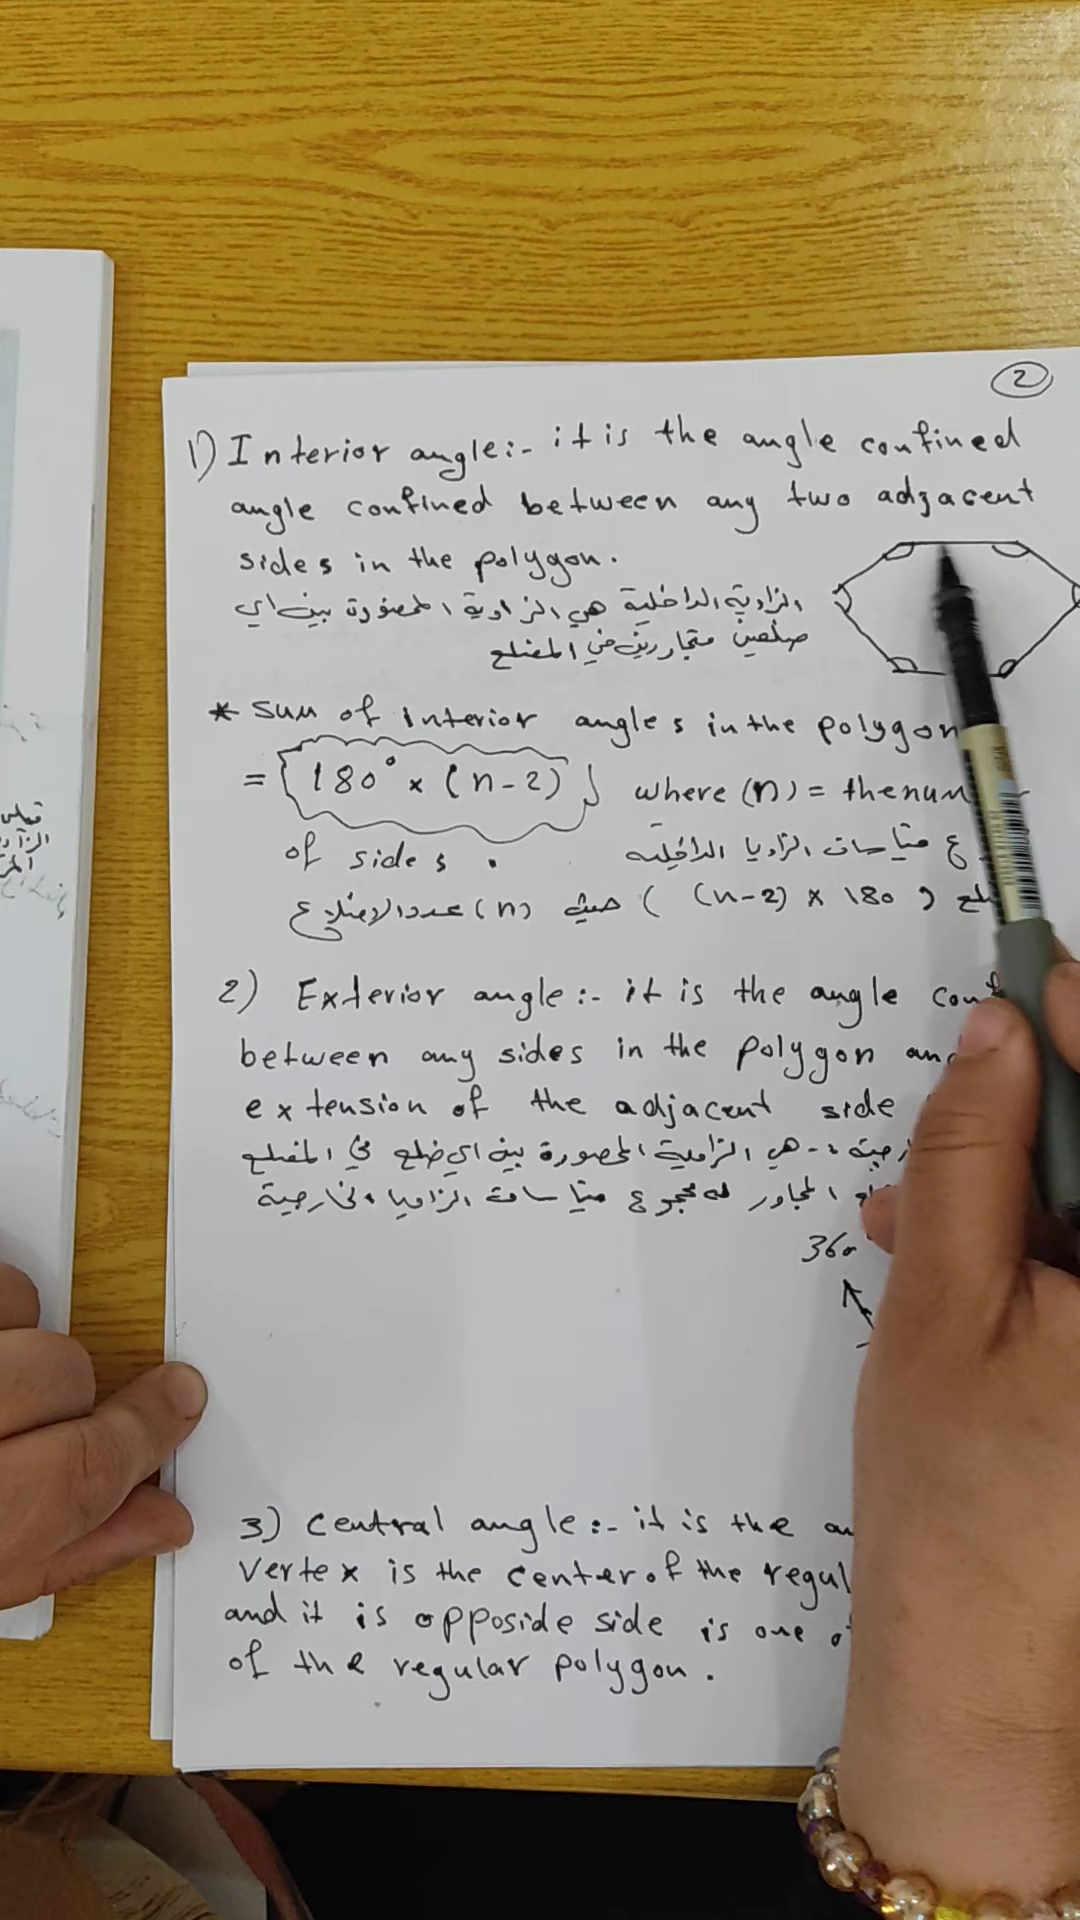 2
1) Interior angle:- it is the angle confined
angle confined between any two adjacent
sides in the polygon.
الزاوية الداخلية هي الزاوية المحصورة بين اي
ضلعين متجاورين في المضلع
* sum of interior angles in the polygon
= 180° × (n-2) where (n) = the num
of sides.
ع قياسات الزوايا الداخلية
(n-2) × 180 ) حيث (n) عدد الاضلاع
2) Exterior angle:- it is the angle conf
between any sides in the polygon and
extension of the adjacent side
هي الزاوية المحصورة بين اي ضلع في المضلع
المجاور مجموع قياسات الزوايا الخارجية
360
3) Central angle:- it is the
vertex is the center of the regul
and it is opposide side is one o
of the regular polygon.